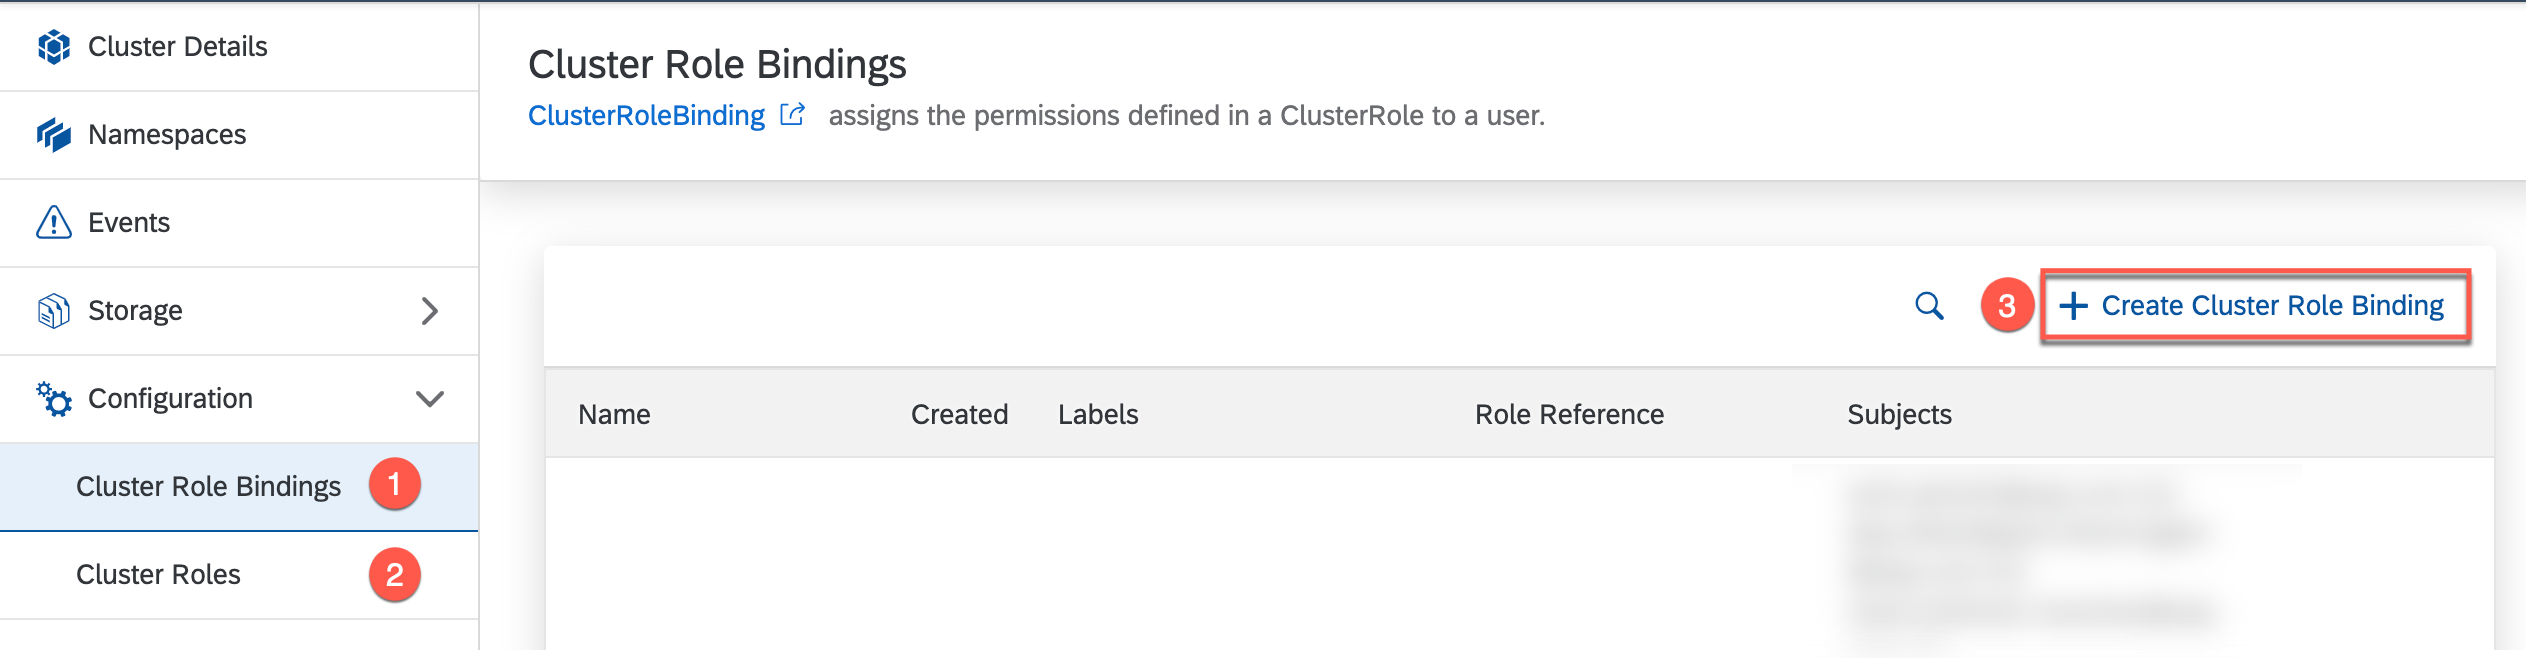 Cluster Details
Namespaces
Events
Storage
Configuration
Cluster Role Bindings 1
Cluster Roles 2
Cluster Role Bindings
ClusterRoleBinding assigns the permissions defined in a ClusterRole to a user.
3 Create Cluster Role Binding
Name Created Labels Role Reference Subjects